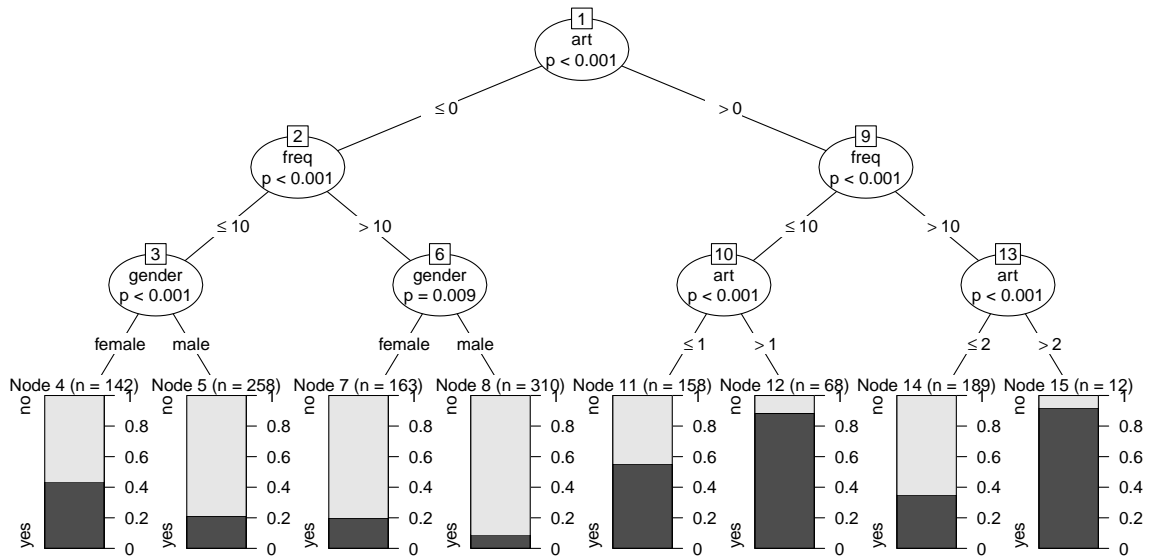 1
art
p < 0.001
≤ 0
> 0
2
freq
p < 0.001
9
freq
p < 0.001
≤ 10
> 10
≤ 10
> 10
3
gender
p < 0.001
6
gender
p = 0.009
10
art
p < 0.001
13
art
p < 0.001
female
male
female
male
≤ 1
> 1
≤ 2
> 2
Node 4 (n = 142)
no
yes
1
0.8
0.6
0.4
0.2
0
Node 5 (n = 258)
no
yes
1
0.8
0.6
0.4
0.2
0
Node 7 (n = 163)
no
yes
1
0.8
0.6
0.4
0.2
0
Node 8 (n = 310)
no
yes
1
0.8
0.6
0.4
0.2
0
Node 11 (n = 158)
no
yes
1
0.8
0.6
0.4
0.2
0
Node 12 (n = 68)
no
yes
1
0.8
0.6
0.4
0.2
0
Node 14 (n = 189)
no
yes
1
0.8
0.6
0.4
0.2
0
Node 15 (n = 12)
no
yes
1
0.8
0.6
0.4
0.2
0